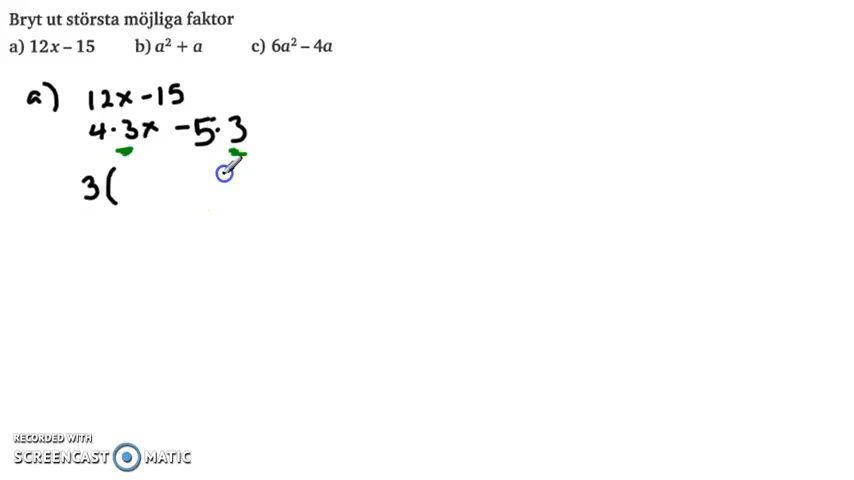 Bryt ut största möjliga faktor
a) 12x – 15 b) a² + a c) 6a² – 4a
a) 12x - 15
4·3x - 5·3
3(
RECORDED WITH
SCREENCAST MATIC